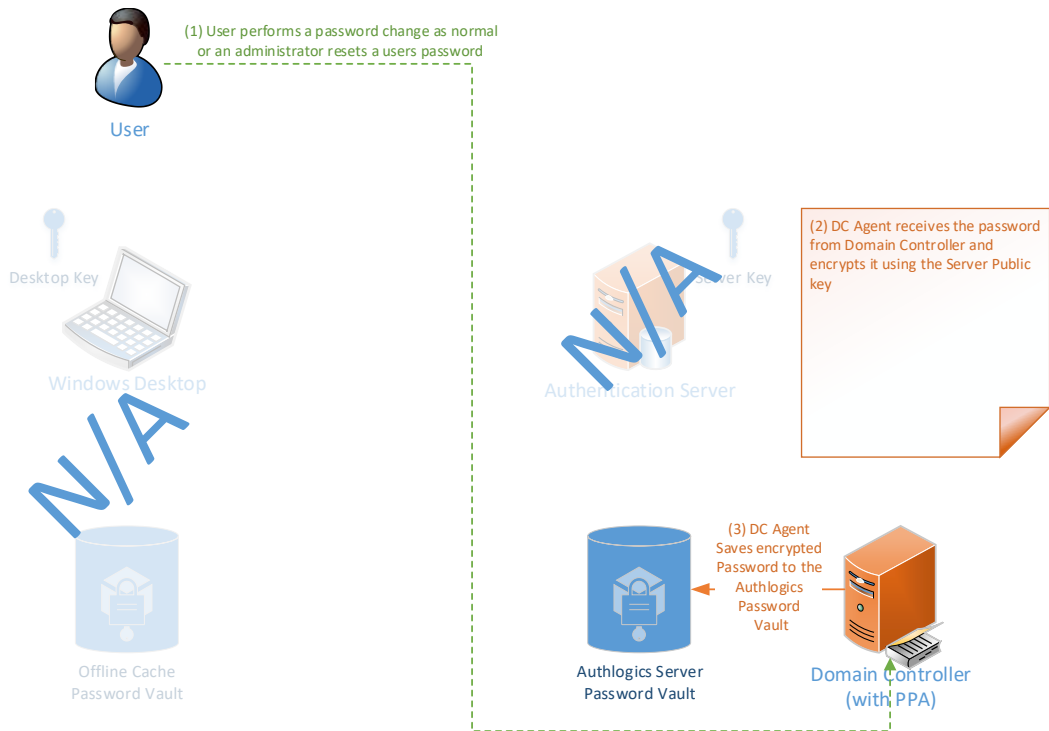 (1) User performs a password change as normal
or an administrator resets a users password
User
Desktop Key
Server Key
(2) DC Agent receives the password
from Domain Controller and
encrypts it using the Server Public
key
N/A
Windows Desktop
Authentication Server
N/A
(3) DC Agent
Saves encrypted
Password to the
Authlogics
Password
Vault
Offline Cache
Password Vault
Authlogics Server
Password Vault
Domain Controller
(with PPA)